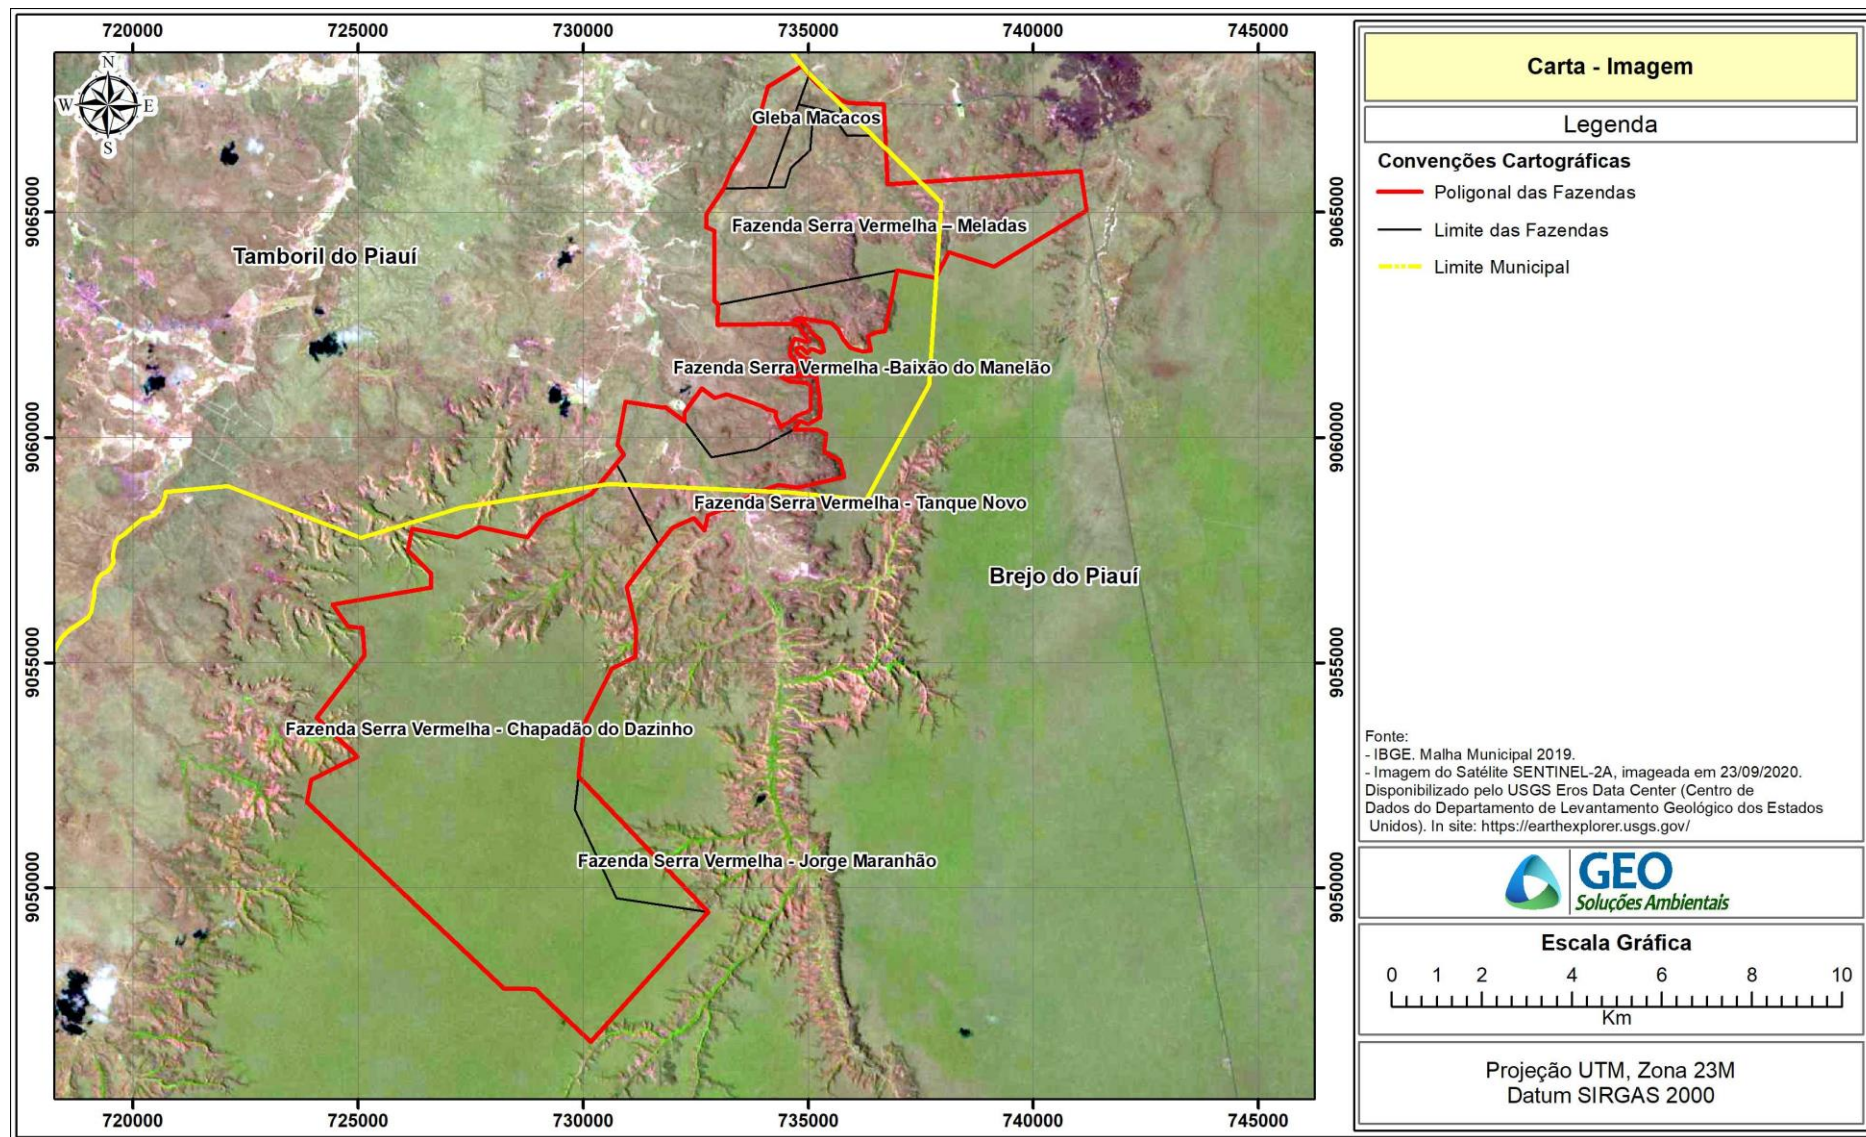 720000 725000 730000 735000 740000 745000
N
W E
S
9065000
9060000
9055000
9050000
Gleba Macacos
Fazenda Serra Vermelha – Meladas
Tamboril do Piauí
Fazenda Serra Vermelha -Baixão do Manelão
Fazenda Serra Vermelha - Tanque Novo
Brejo do Piauí
Fazenda Serra Vermelha - Chapadão do Dazinho
Fazenda Serra Vermelha - Jorge Maranhão
9065000
9060000
9055000
9050000
720000 725000 730000 735000 740000 745000
Carta - Imagem
Legenda
Convenções Cartográficas
Poligonal das Fazendas
Limite das Fazendas
Limite Municipal
Fonte:
- IBGE. Malha Municipal 2019.
- Imagem do Satélite SENTINEL-2A, imageada em 23/09/2020.
Disponibilizado pelo USGS Eros Data Center (Centro de
Dados do Departamento de Levantamento Geológico dos Estados
Unidos). In site: https://earthexplorer.usgs.gov/
GEO
Soluções Ambientais
Escala Gráfica
0 1 2 4 6 8 10
Km
Projeção UTM, Zona 23M
Datum SIRGAS 2000